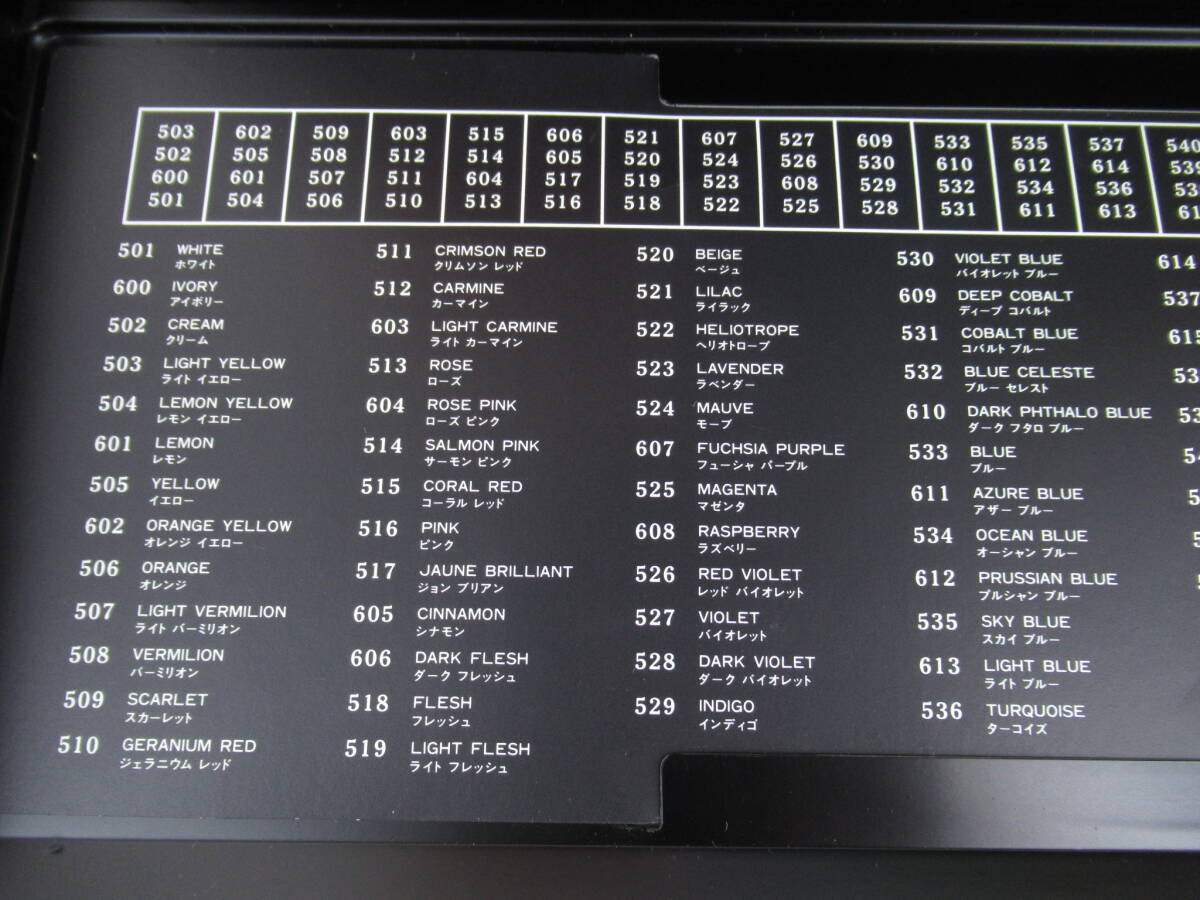 503 602 509 603 515 606 521 607 527 609 533 535 537 540
502 505 508 512 514 605 520 524 526 530 610 612 614
600 601 507 511 604 517 519 523 608 529 532 534 536
501 504 506 510 513 516 518 522 525 528 531 611 613
501 WHITE
ホワイト
600 IVORY
アイボリー
502 CREAM
クリーム
503 LIGHT YELLOW
ライト イエロー
504 LEMON YELLOW
レモン イエロー
601 LEMON
レモン
505 YELLOW
イエロー
602 ORANGE YELLOW
オレンジ イエロー
506 ORANGE
オレンジ
507 LIGHT VERMILION
ライト バーミリオン
508 VERMILION
バーミリオン
509 SCARLET
スカーレット
510 GERANIUM RED
ジェラニウム レッド
511 CRIMSON RED
クリムソン レッド
512 CARMINE
カーマイン
603 LIGHT CARMINE
ライト カーマイン
513 ROSE
ローズ
604 ROSE PINK
ローズ ピンク
514 SALMON PINK
サーモン ピンク
515 CORAL RED
コーラル レッド
516 PINK
ピンク
517 JAUNE BRILLIANT
ジョン ブリアン
605 CINNAMON
シナモン
606 DARK FLESH
ダーク フレッシュ
518 FLESH
フレッシュ
519 LIGHT FLESH
ライト フレッシュ
520 BEIGE
ベージュ
521 LILAC
ライラック
522 HELIOTROPE
ヘリオトロープ
523 LAVENDER
ラベンダー
524 MAUVE
モーブ
607 FUCHSIA PURPLE
フューシャ パープル
525 MAGENTA
マゼンタ
608 RASPBERRY
ラズベリー
526 RED VIOLET
レッド バイオレット
527 VIOLET
バイオレット
528 DARK VIOLET
ダーク バイオレット
529 INDIGO
インディゴ
530 VIOLET BLUE
バイオレット ブルー
609 DEEP COBALT
ディープ コバルト
531 COBALT BLUE
コバルト ブルー
532 BLUE CELESTE
ブルー セレスト
610 DARK PHTHALO BLUE
ダーク フタロ ブルー
533 BLUE
ブルー
611 AZURE BLUE
アザー ブルー
534 OCEAN BLUE
オーシャン ブルー
612 PRUSSIAN BLUE
プルシャン ブルー
535 SKY BLUE
スカイ ブルー
613 LIGHT BLUE
ライト ブルー
536 TURQUOISE
ターコイズ
614
537
615